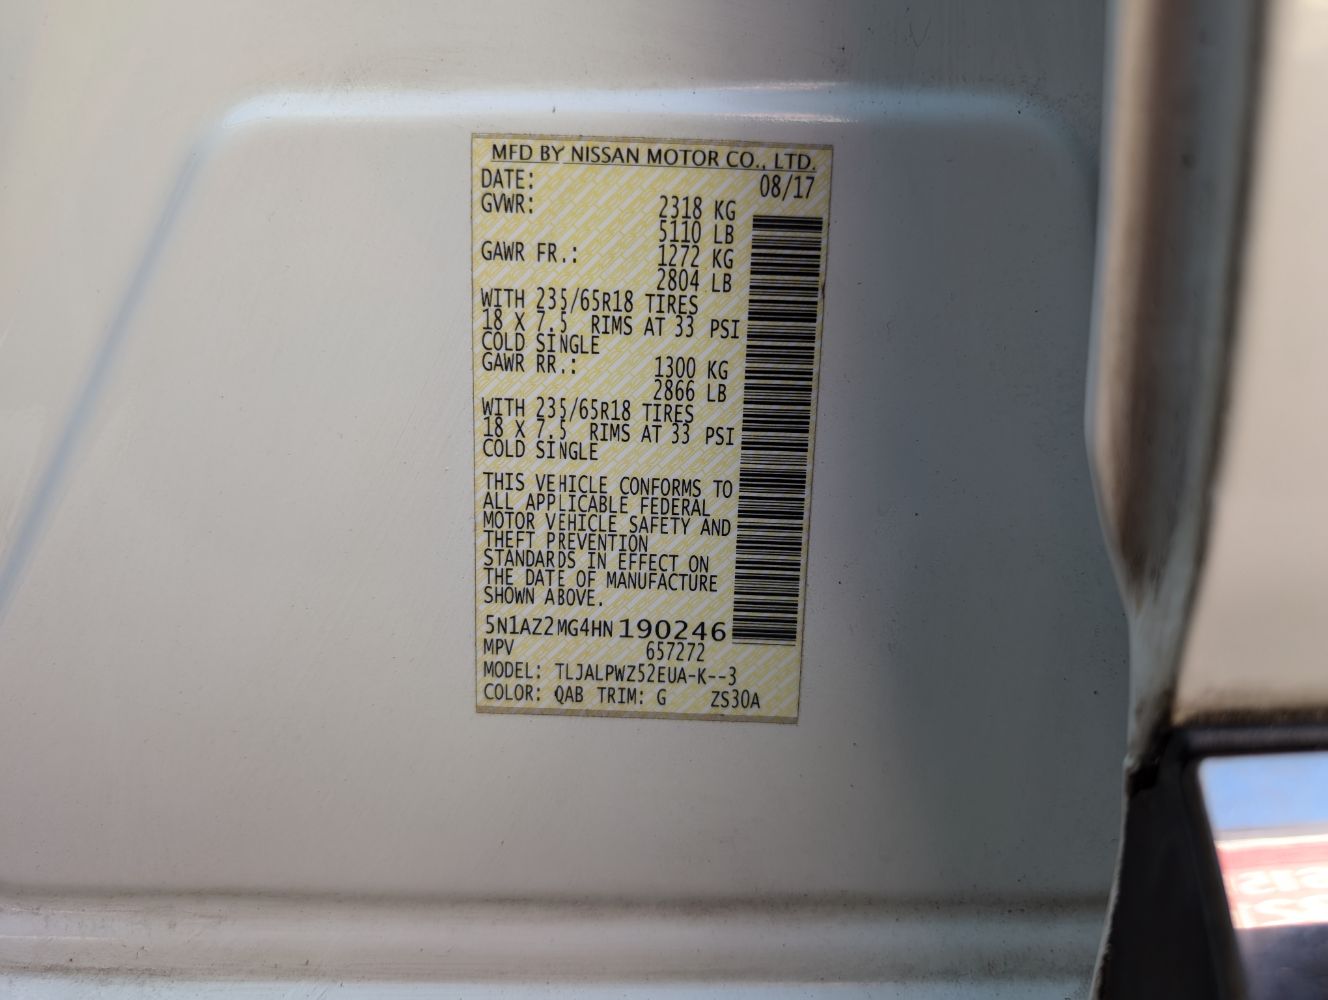 MFD BY NISSAN MOTOR CO., LTD.
DATE: 08/17
GVWR: 2318 KG
5110 LB
GAWR FR.: 1272 KG
2804 LB
WITH 235/65R18 TIRES
18 X 7.5 RIMS AT 33 PSI
COLD SINGLE
GAWR RR.: 1300 KG
2866 LB
WITH 235/65R18 TIRES
18 X 7.5 RIMS AT 33 PSI
COLD SINGLE
THIS VEHICLE CONFORMS TO
ALL APPLICABLE FEDERAL
MOTOR VEHICLE SAFETY AND
THEFT PREVENTION
STANDARDS IN EFFECT ON
THE DATE OF MANUFACTURE
SHOWN ABOVE.
5N1AZ2MG4HN190246
MPV 657272
MODEL: TLJALPWZ52EUA-K--3
COLOR: QAB TRIM: G ZS30A